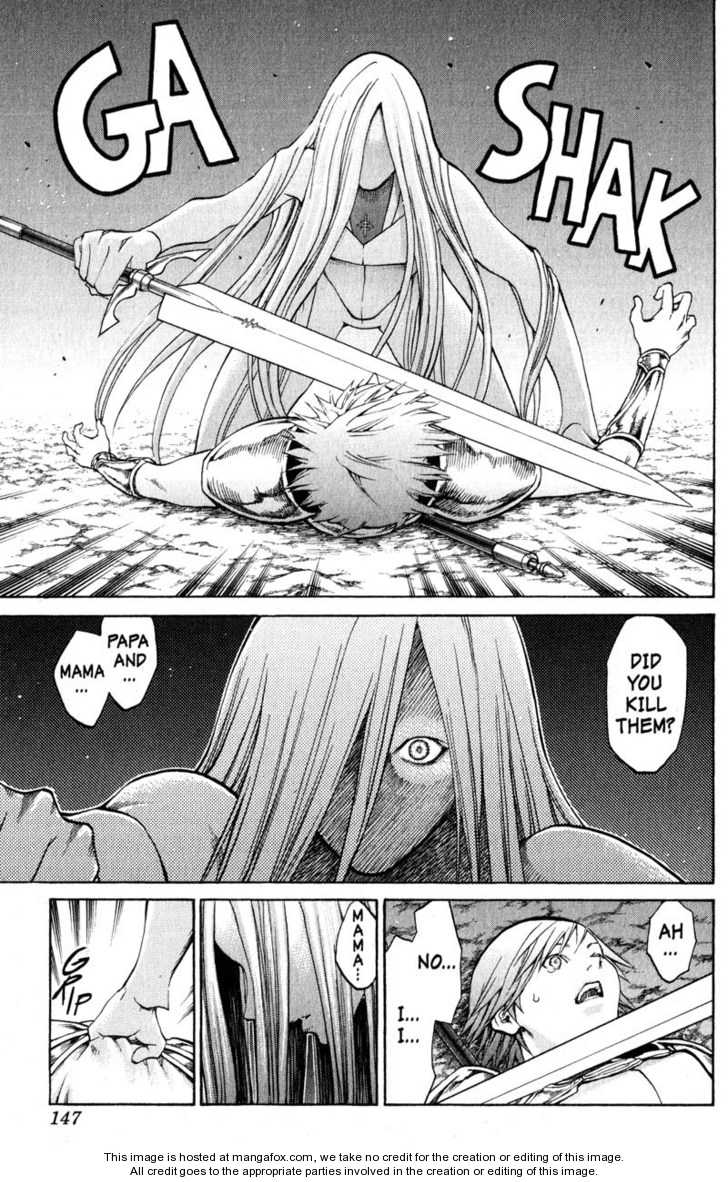 GA
SHAK
DID
YOU
KILL
THEM?
PAPA
AND
...
MAMA
...
AH
...
NO...
I...
I...
MAMA...
GRIP
147
This image is hosted at mangafox.com, we take no credit for the creation or editing of this image.
All credit goes to the appropriate parties involved in the creation or editing of this image.